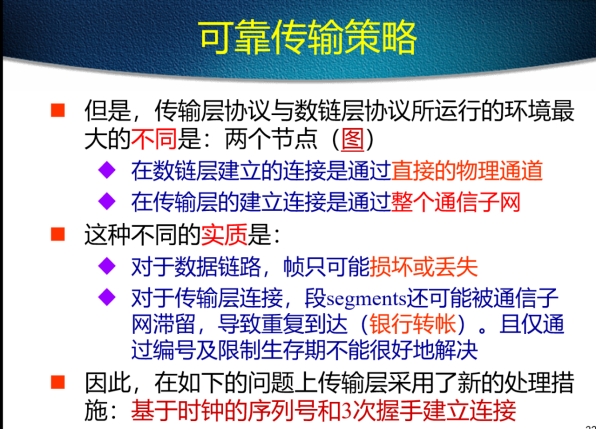 可靠传输策略
但是，传输层协议与数链层协议所运行的环境最
大的不同是：两个节点（图）
在数链层建立的连接是通过直接的物理通道
在传输层的建立连接是通过整个通信子网
这种不同的实质是：
对于数据链路，帧只可能损坏或丢失
对于传输层连接，段segments还可能被通信子
网滞留，导致重复到达（银行转帐）。且仅通
过编号及限制生存期不能很好地解决
因此，在如下的问题上传输层采用了新的处理措
施：基于时钟的序列号和3次握手建立连接